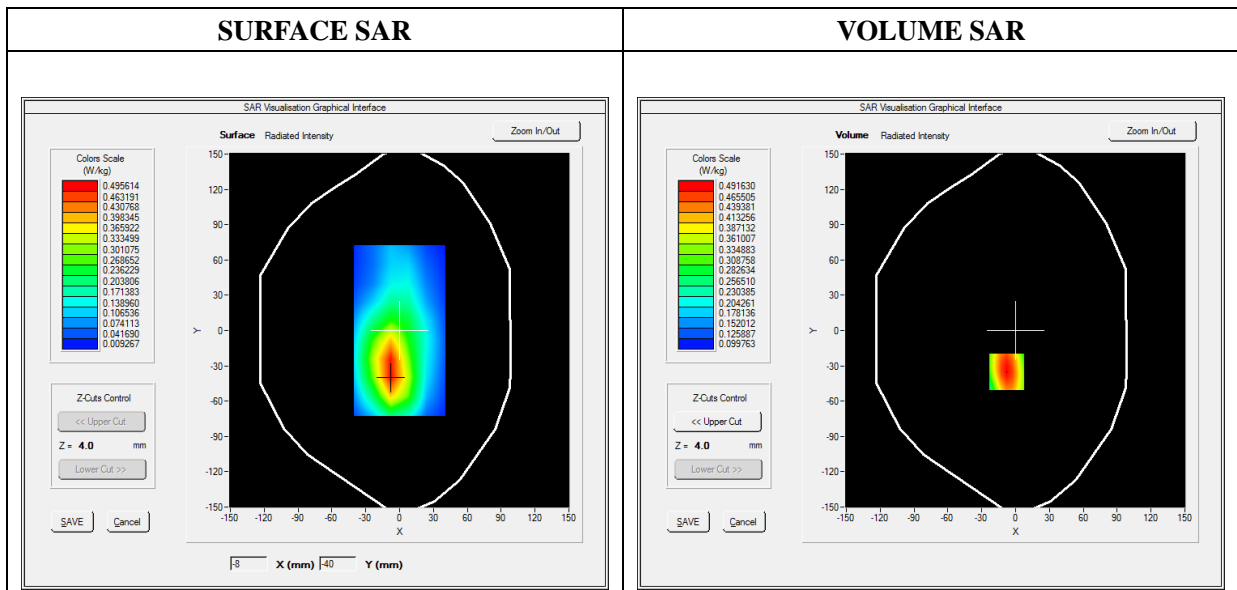 SURFACE SAR
VOLUME SAR
SAR Visualisation Graphical Interface
Surface Radiated Intensity
Zoom In/Out
Colors Scale
(W/kg)
0.495614
0.463191
0.430768
0.398345
0.365922
0.333499
0.301075
0.268652
0.236229
0.203806
0.171383
0.138960
0.106536
0.074113
0.041690
0.009267
Z-Cuts Control
<< Upper Cut
Z = 4.0 mm
Lower Cut >>
SAVE Cancel
150
120
90
60
30
0
-30
-60
-90
-120
-150
Y
-150 -120 -90 -60 -30 0 30 60 90 120 150
X
-8 X (mm) -40 Y (mm)
SAR Visualisation Graphical Interface
Volume Radiated Intensity
Zoom In/Out
Colors Scale
(W/kg)
0.491630
0.465505
0.439381
0.413256
0.387132
0.361007
0.334883
0.308758
0.282634
0.256510
0.230385
0.204261
0.178136
0.152012
0.125887
0.099763
Z-Cuts Control
<< Upper Cut
Z = 4.0 mm
Lower Cut >>
SAVE Cancel
150
120
90
60
30
0
-30
-60
-90
-120
-150
Y
-150 -120 -90 -60 -30 0 30 60 90 120 150
X